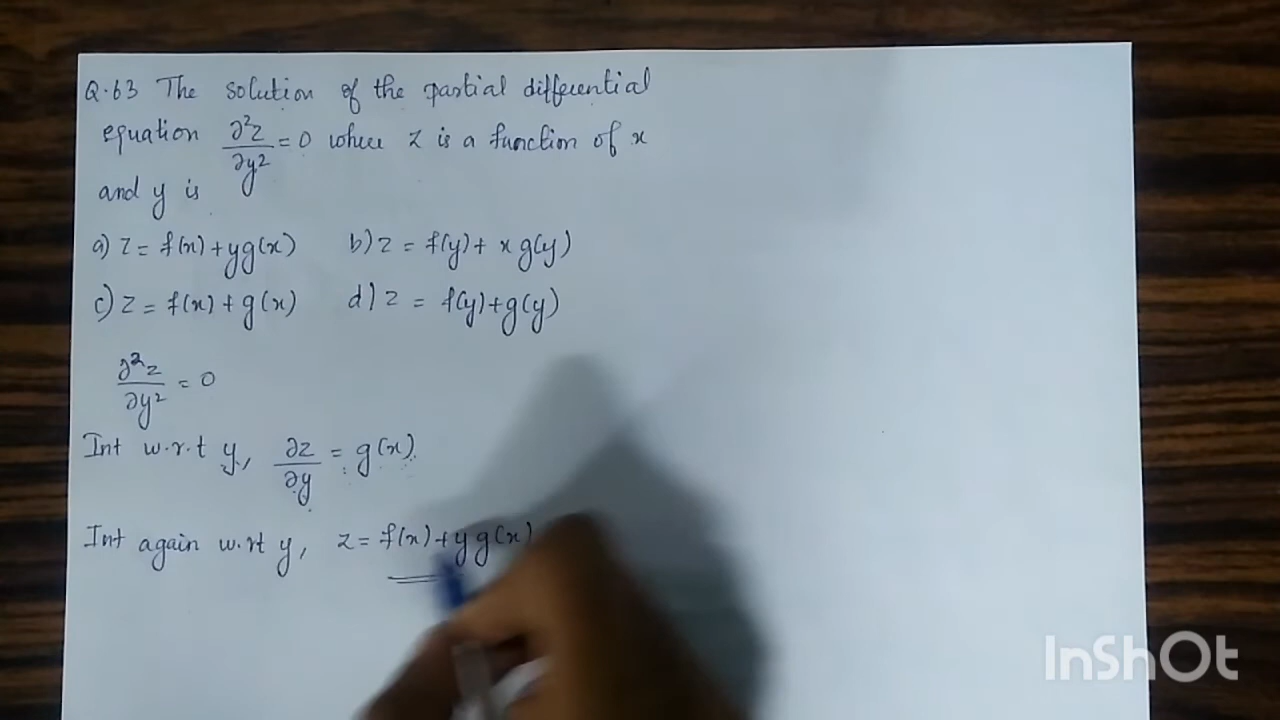 Q.63 The solution of the partial differential
equation ∂²z/∂y² = 0 where z is a function of x
and y is
a) z = f(x) + yg(x) b) z = f(y) + x g(y)
c) z = f(x) + g(x) d) z = f(y) + g(y)
∂²z/∂y² = 0
Int w.r.t y, ∂z/∂y = g(x)
Int again w.rt y, z = f(x) + y g(x)
InShOt